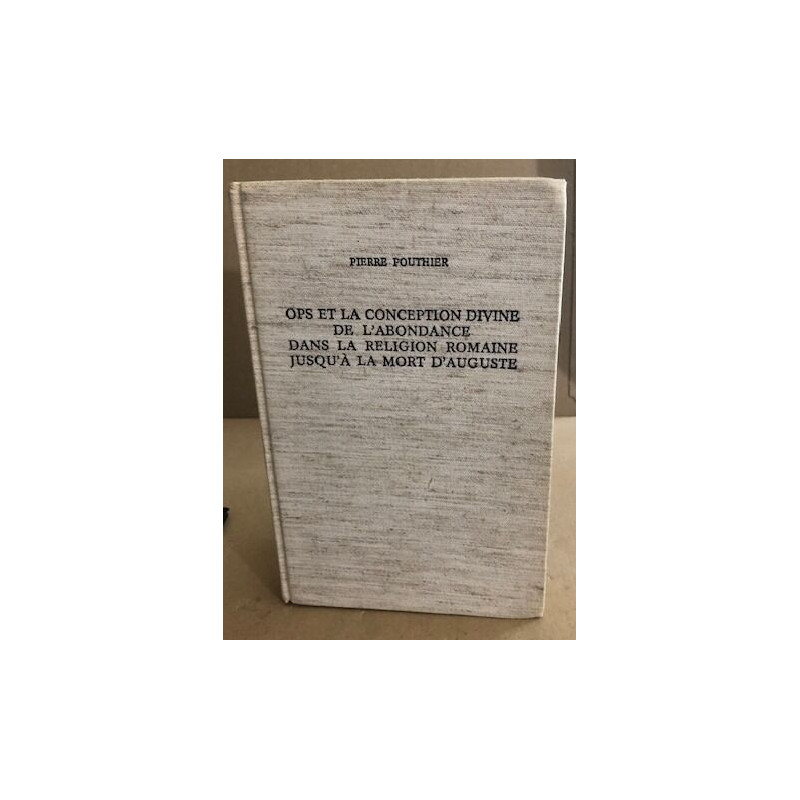 PIERRE POUTHIER
OPS ET LA CONCEPTION DIVINE
DE L'ABONDANCE
DANS LA RELIGION ROMAINE
JUSQU'À LA MORT D'AUGUSTE